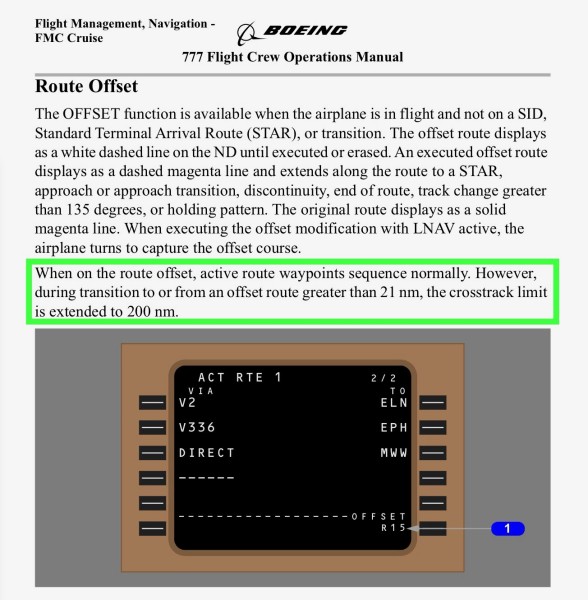 Flight Management, Navigation -
FMC Cruise
BOEING
777 Flight Crew Operations Manual
Route Offset
The OFFSET function is available when the airplane is in flight and not on a SID,
Standard Terminal Arrival Route (STAR), or transition. The offset route displays
as a white dashed line on the ND until executed or erased. An executed offset route
displays as a dashed magenta line and extends along the route to a STAR,
approach or approach transition, discontinuity, end of route, track change greater
than 135 degrees, or holding pattern. The original route displays as a solid
magenta line. When executing the offset modification with LNAV active, the
airplane turns to capture the offset course.
When on the route offset, active route waypoints sequence normally. However,
during transition to or from an offset route greater than 21 nm, the crosstrack limit
is extended to 200 nm.
ACT RTE 1 2/2
VIA TO
V2 ELN
V336 EPH
DIRECT MWW
------
------------------OFFSET
R15
1